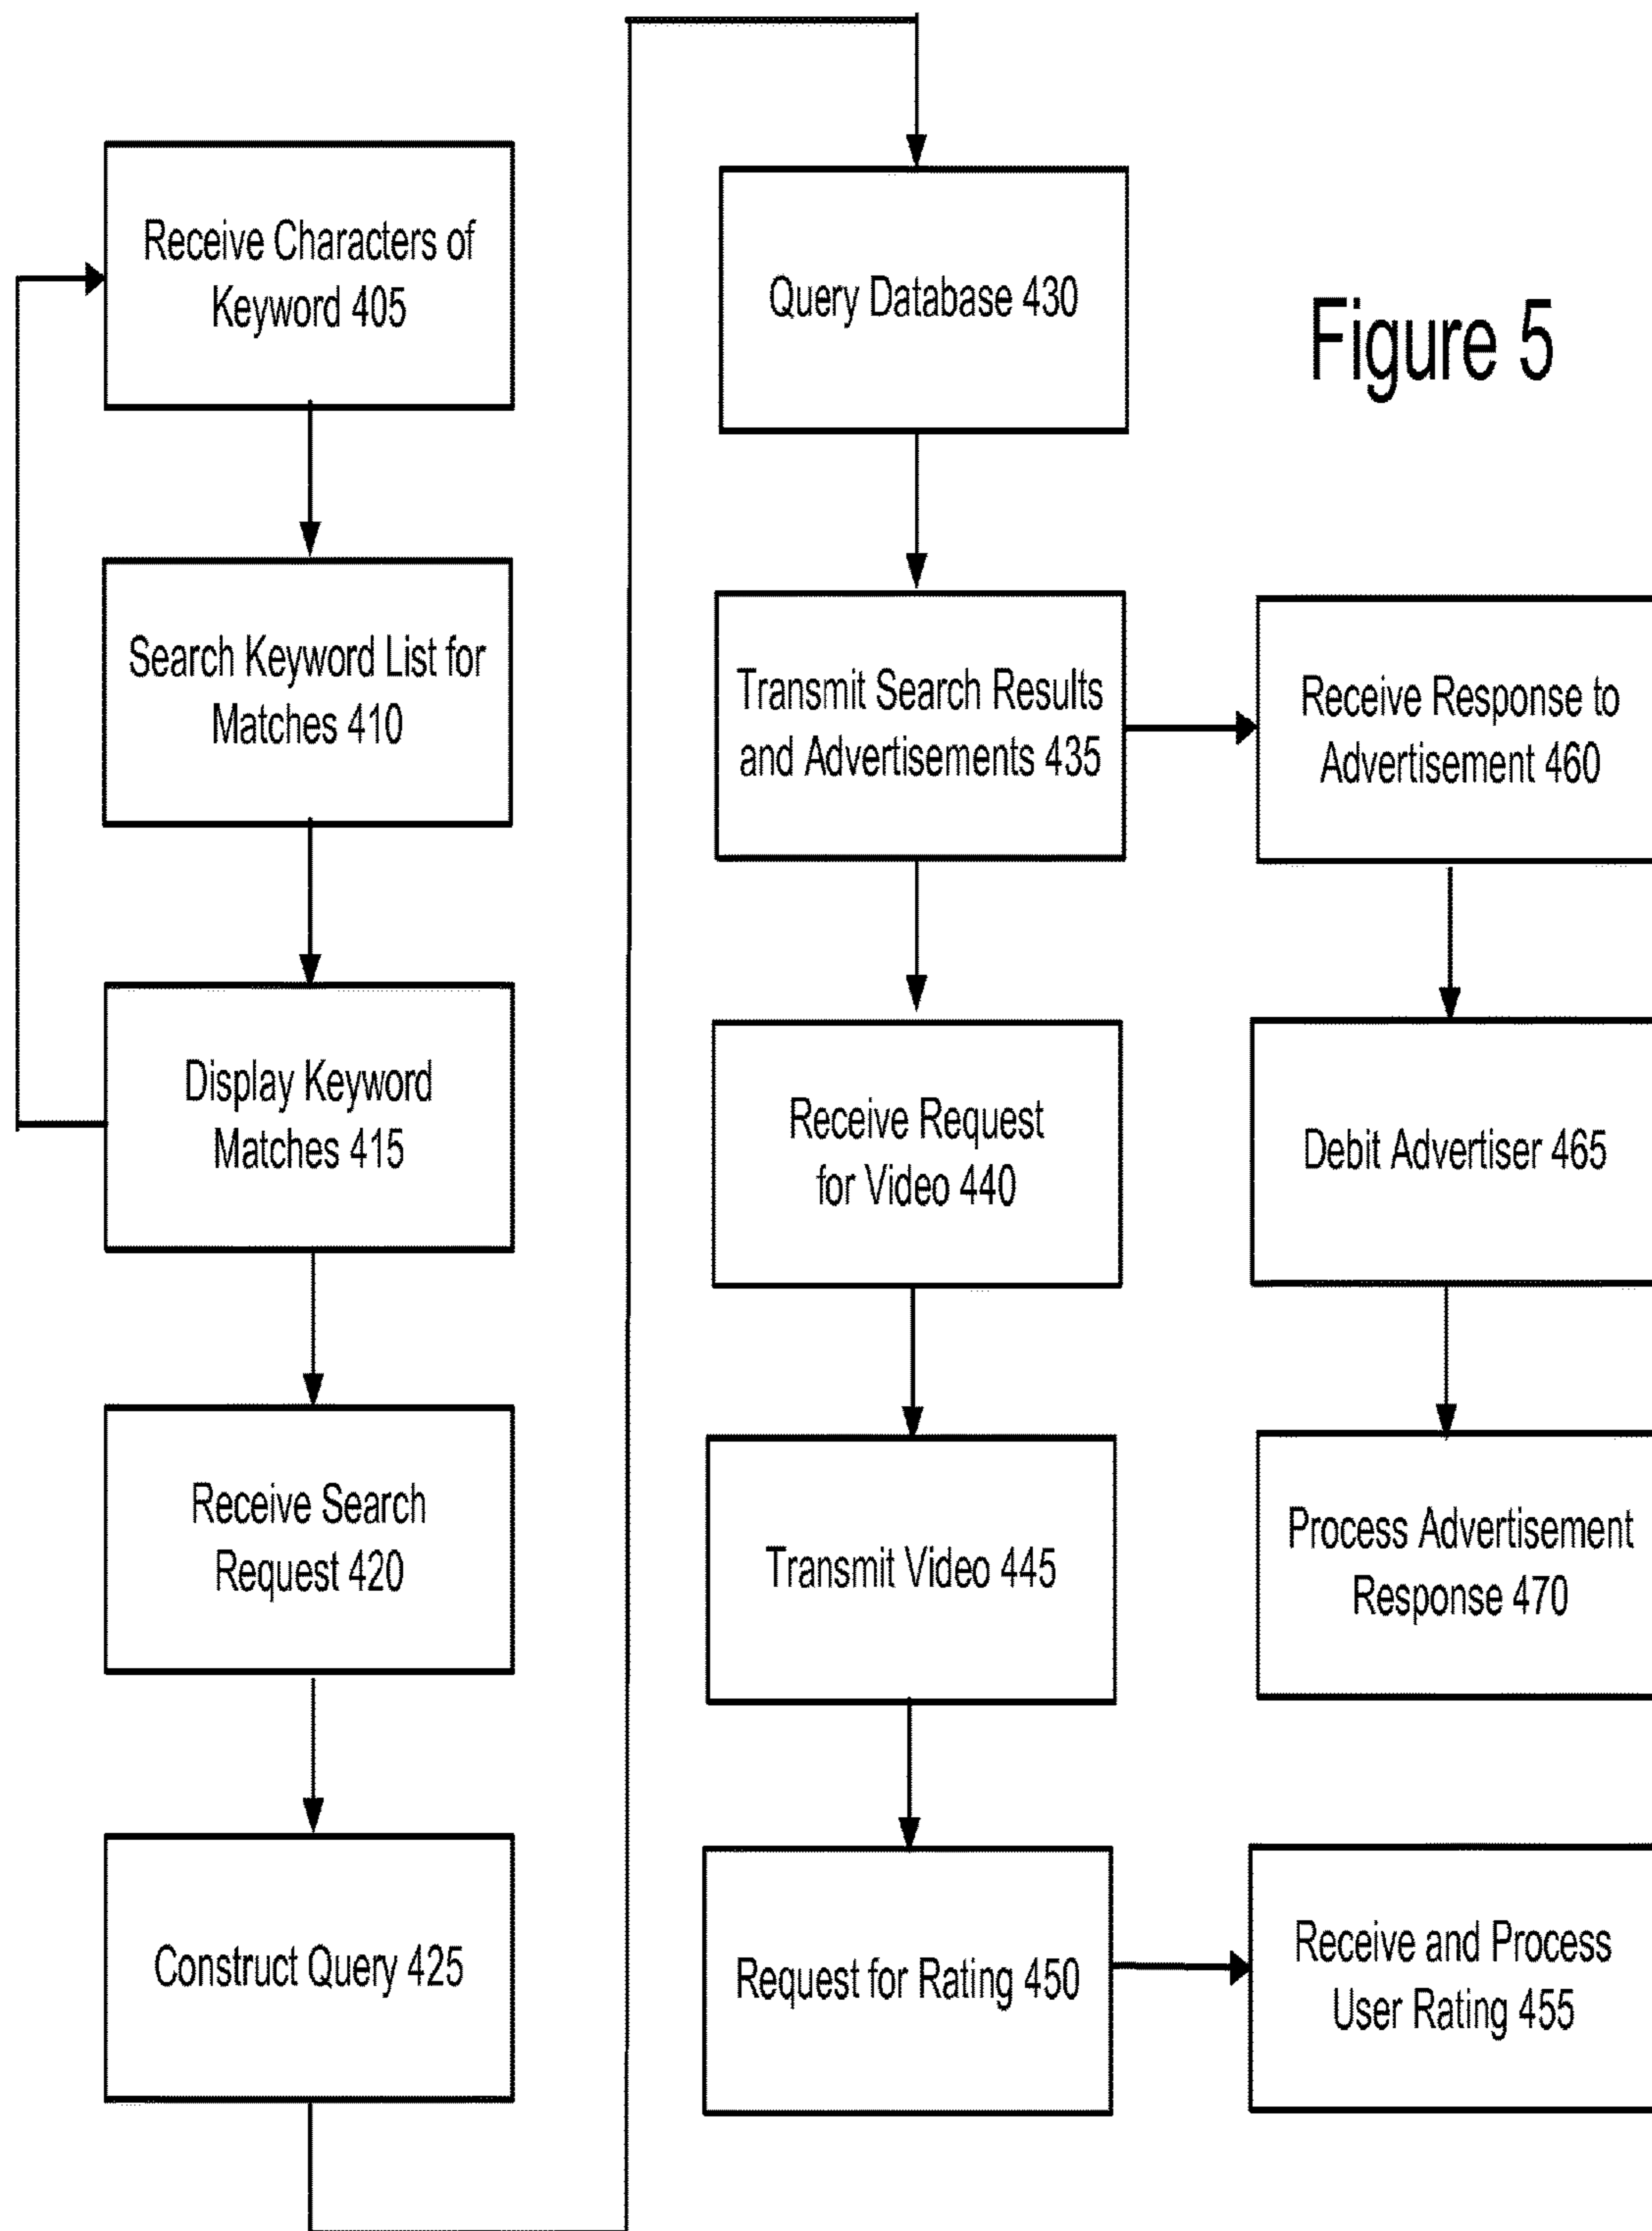 Receive Characters of
Keyword 405
Search Keyword List for
Matches 410
Display Keyword
Matches 415
Receive Search
Request 420
Construct Query 425
Query Database 430
Transmit Search Results
and Advertisements 435
Receive Request
for Video 440
Transmit Video 445
Request for Rating 450
Figure 5
Receive Response to
Advertisement 460
Debit Advertiser 465
Process Advertisement
Response 470
Receive and Process
User Rating 455